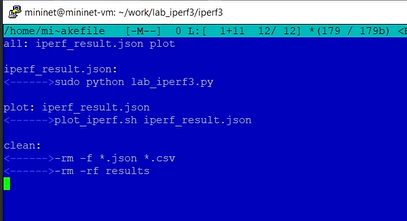 mininet@mininet-vm: ~/work/lab_iperf3/iperf3
/home/mi~akefile   [-M--]  0 L:[  1+11  12/ 12] *(179 / 179b) <E
all: iperf_result.json plot
iperf_result.json:
<------>sudo python lab_iperf3.py
plot: iperf_result.json
<------>plot_iperf.sh iperf_result.json
clean:
<------>-rm -f *.json *.csv
<------>-rm -rf results